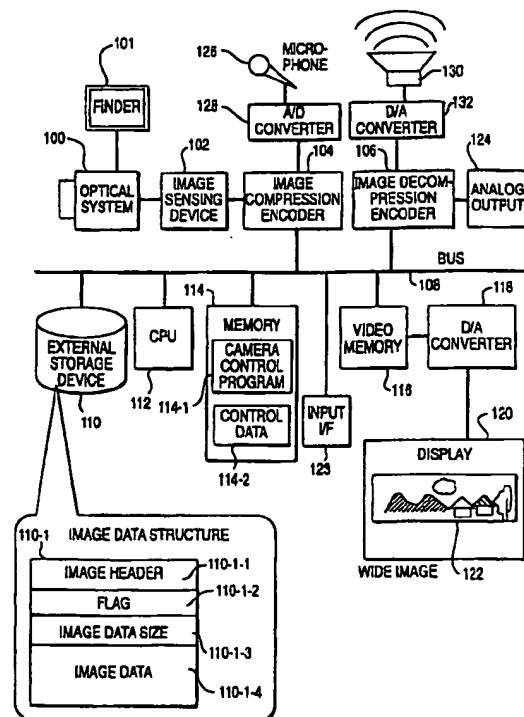 101
FINDER
126
MICRO-
PHONE
128
A/D
CONVERTER
130
132
D/A
CONVERTER
100
OPTICAL
SYSTEM
102
IMAGE
SENSING
DEVICE
104
IMAGE
COMPRESSION
ENCODER
106
IMAGE DECOM-
PRESSION
ENCODER
124
ANALOG
OUTPUT
BUS
108
EXTERNAL
STORAGE
DEVICE
110
CPU
112
114
MEMORY
CAMERA
CONTROL
PROGRAM
114-1
CONTROL
DATA
114-2
INPUT
I/F
123
VIDEO
MEMORY
116
118
D/A
CONVERTER
120
DISPLAY
WIDE IMAGE
122
110-1
IMAGE DATA STRUCTURE
IMAGE HEADER
110-1-1
FLAG
110-1-2
IMAGE DATA SIZE
110-1-3
IMAGE DATA
110-1-4